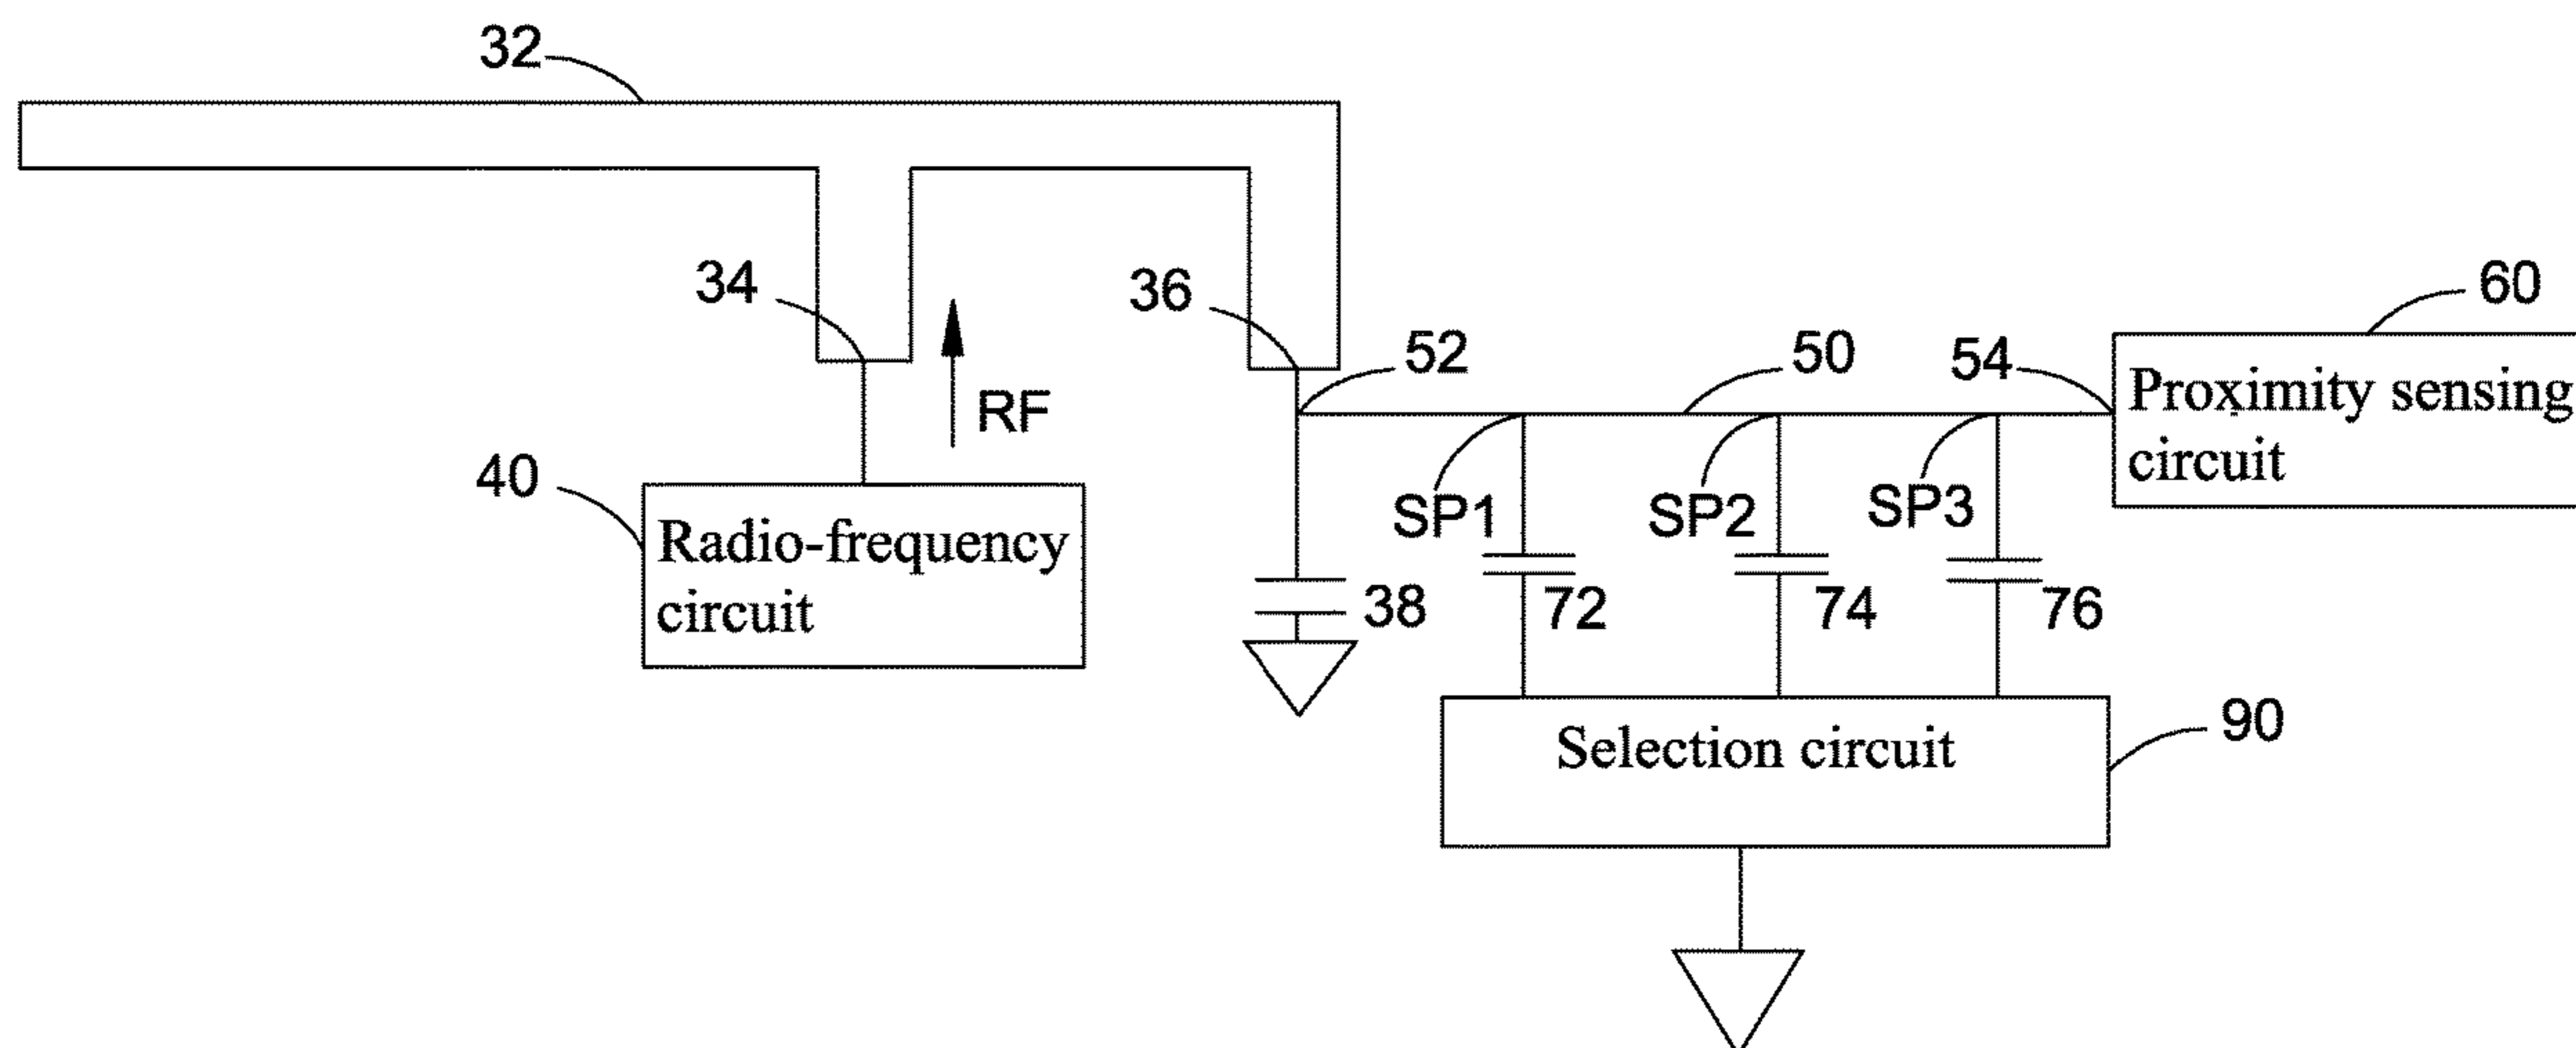 32
34
RF
36
52
50
54
60
Proximity sensing
circuit
40
Radio-frequency
circuit
SP1
SP2
SP3
38
72
74
76
Selection circuit
90